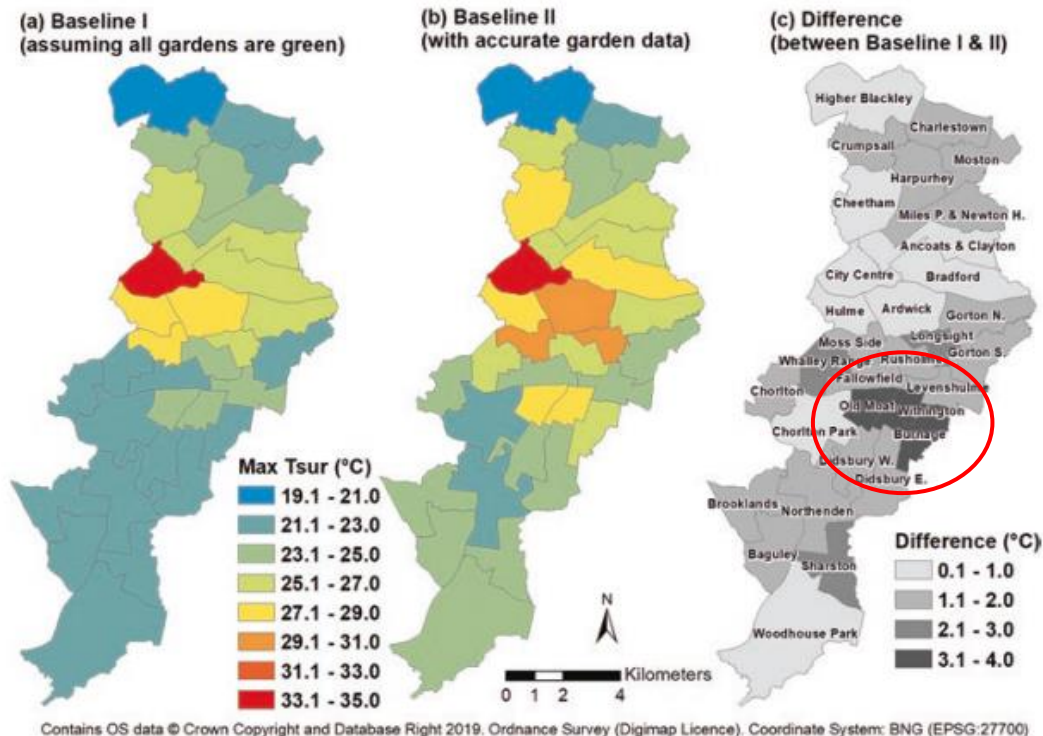 (a) Baseline I
(assuming all gardens are green)
(b) Baseline II
(with accurate garden data)
(c) Difference
(between Baseline I & II)
Higher Blackley
Charlestown
Crumpsall
Moston
Harpurhey
Cheetham
Miles P. & Newton H.
Ancoats & Clayton
City Centre
Bradford
Hulme
Ardwick
Gorton N.
Longsight
Moss Side
Gorton S.
Whalley Range
Rusholme
Fallowfield
Levenshulme
Chorlton
Old Moat
Withington
Chorlton Park
Burnage
Didsbury W.
Didsbury E.
Brooklands
Northenden
Baguley
Sharston
Woodhouse Park
Max Tsur (°C)
19.1 - 21.0
21.1 - 23.0
23.1 - 25.0
25.1 - 27.0
27.1 - 29.0
29.1 - 31.0
31.1 - 33.0
33.1 - 35.0
N
Kilometers
0 1 2 4
Difference (°C)
0.1 - 1.0
1.1 - 2.0
2.1 - 3.0
3.1 - 4.0
Contains OS data © Crown Copyright and Database Right 2019. Ordnance Survey (Digimap Licence). Coordinate System: BNG (EPSG:27700)